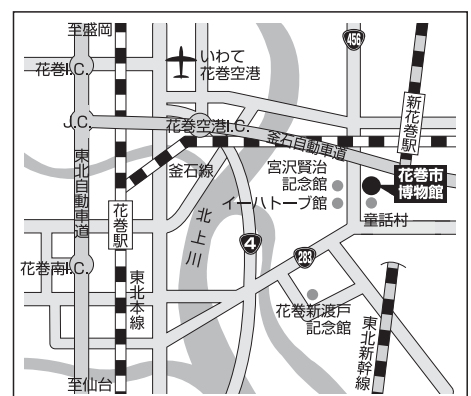 至盛岡
456
いわて
花巻空港
花巻I.C.
新花巻駅
J.C.
花巻空港I.C.
釜石自動車道
東北自動車道
釜石線
宮沢賢治
記念館
花巻市
博物館
イーハトーブ館
童話村
花巻駅
北上川
4
283
花巻南I.C.
東北本線
花巻新渡戸
記念館
東北新幹線
至仙台